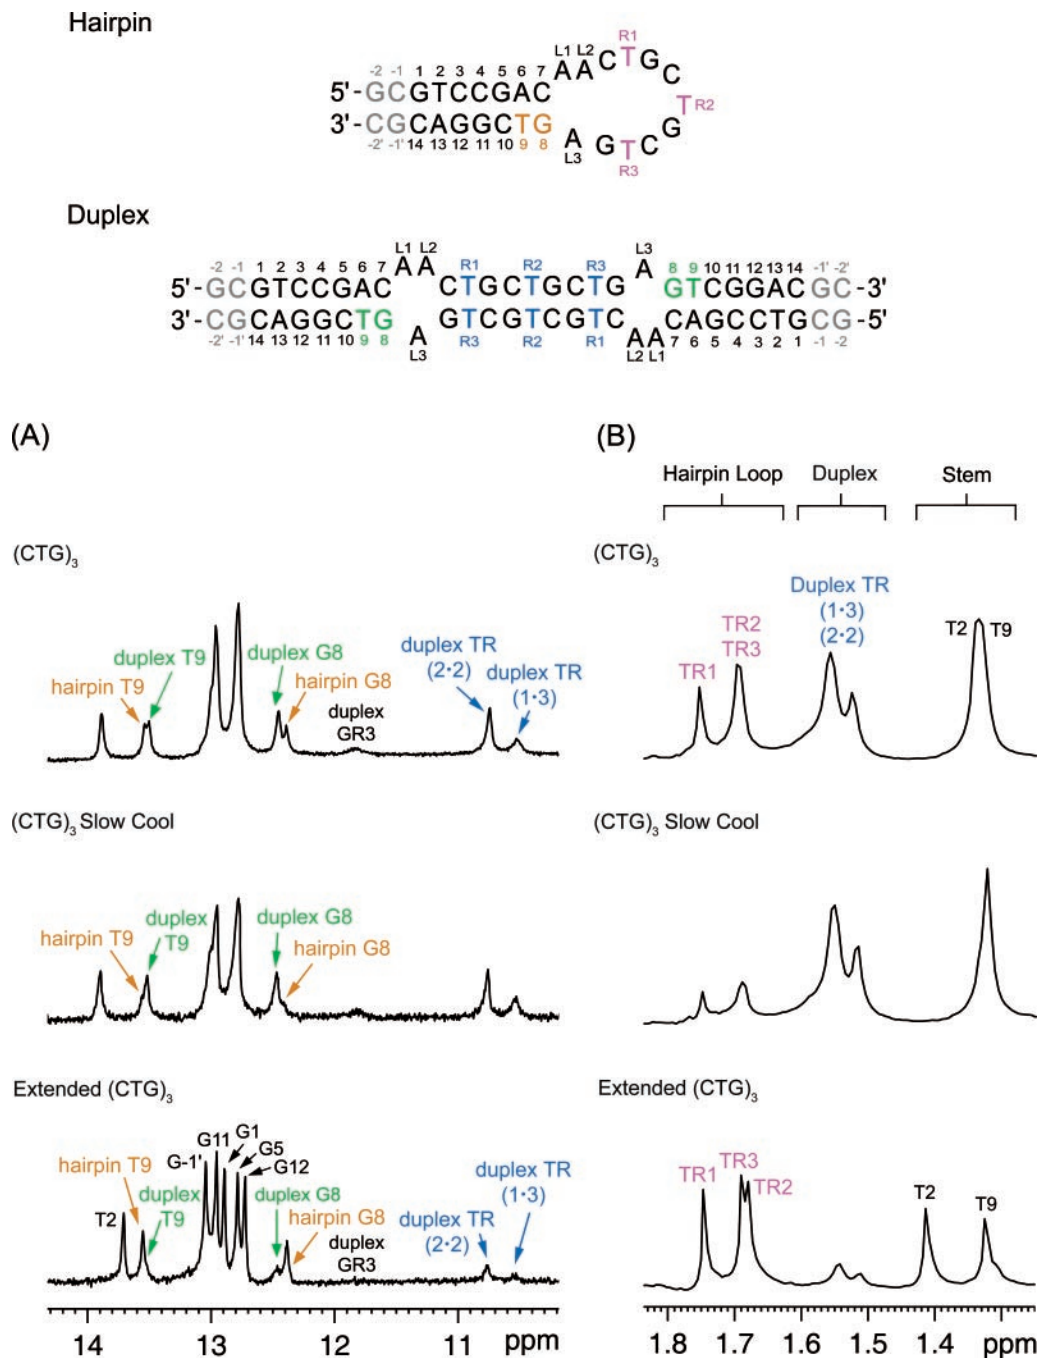 Hairpin
R1
L1 L2 C T G
-2 -1 1 2 3 4 5 6 7 A A C
5'-GCGTCCGAC T R2
3'-CGCAGGCTG A G T C G
-2' -1' 14 13 12 11 10 9 8 L3 R3
Duplex
L1 L2 L3
-2 -1 1 2 3 4 5 6 7 A A R1 R2 R3 A 8 9 10 11 12 13 14 -1' -2'
5'-GCGTCCGAC CTGCTGCTG GTCGGACGC-3'
3'-CGCAGGCTG GTCGTCGTC CAGCCTGCG-5'
-2' -1' 14 13 12 11 10 9 8 A R3 R2 R1 A A 7 6 5 4 3 2 1 -1 -2
L3 L2 L1
(A)
(CTG)3
hairpin T9
duplex T9
duplex G8
hairpin G8
duplex GR3
duplex TR (2•2)
duplex TR (1•3)
(CTG)3 Slow Cool
hairpin T9
duplex T9
duplex G8
hairpin G8
Extended (CTG)3
T2
hairpin T9
duplex T9
G-1'
G11
G1
G5
G12
duplex G8
hairpin G8
duplex GR3
duplex TR (2•2)
duplex TR (1•3)
14 13 12 11 ppm
(B)
Hairpin Loop Duplex Stem
(CTG)3
TR1
TR2
TR3
Duplex TR
(1•3)
(2•2)
T2 T9
(CTG)3 Slow Cool
Extended (CTG)3
TR1
TR3
TR2
T2
T9
1.8 1.7 1.6 1.5 1.4 ppm